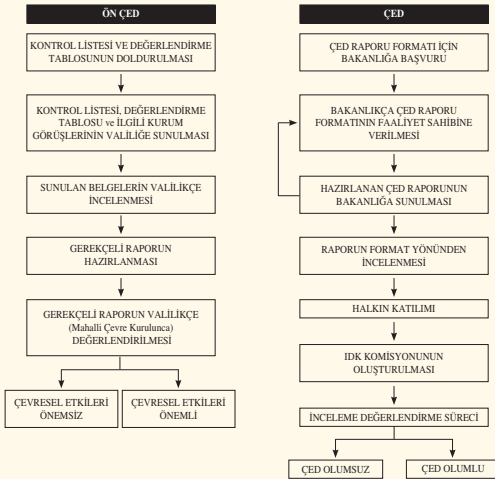 ÖN ÇED
KONTROL LİSTESİ VE DEĞERLENDİRME
TABLOSUNUN DOLDURULMASI
KONTROL LİSTESİ, DEĞERLENDİRME
TABLOSU ve İLGİLİ KURUM
GÖRÜŞLERİNİN VALİLİĞE SUNULMASI
SUNULAN BELGELERİN VALİLİKÇE
İNCELENMESİ
GEREKÇELİ RAPORUN
HAZIRLANMASI
GEREKÇELİ RAPORUN VALİLİKÇE
(Mahalli Çevre Kurulunca)
DEĞERLENDİRİLMESİ
ÇEVRESEL ETKİLERİ
ÖNEMSİZ
ÇEVRESEL ETKİLERİ
ÖNEMLİ
ÇED
ÇED RAPORU FORMATI İÇİN
BAKANLIĞA BAŞVURU
BAKANLIKÇA ÇED RAPORU
FORMATININ FAALİYET SAHİBİNE
VERİLMESİ
HAZIRLANAN ÇED RAPORUNUN
BAKANLIĞA SUNULMASI
RAPORUN FORMAT YÖNÜNDEN
İNCELENMESİ
HALKIN KATILIMI
IDK KOMİSYONUNUN
OLUŞTURULMASI
İNCELEME DEĞERLENDİRME SÜRECİ
ÇED OLUMSUZ
ÇED OLUMLU